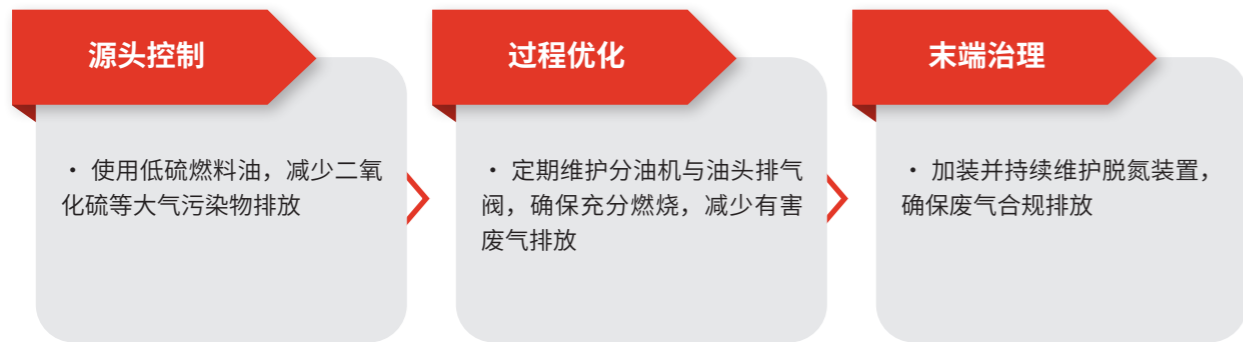 源头控制
· 使用低硫燃料油，减少二氧
化硫等大气污染物排放
过程优化
· 定期维护分油机与油头排气
阀，确保充分燃烧，减少有害
废气排放
末端治理
· 加装并持续维护脱氮装置，
确保废气合规排放